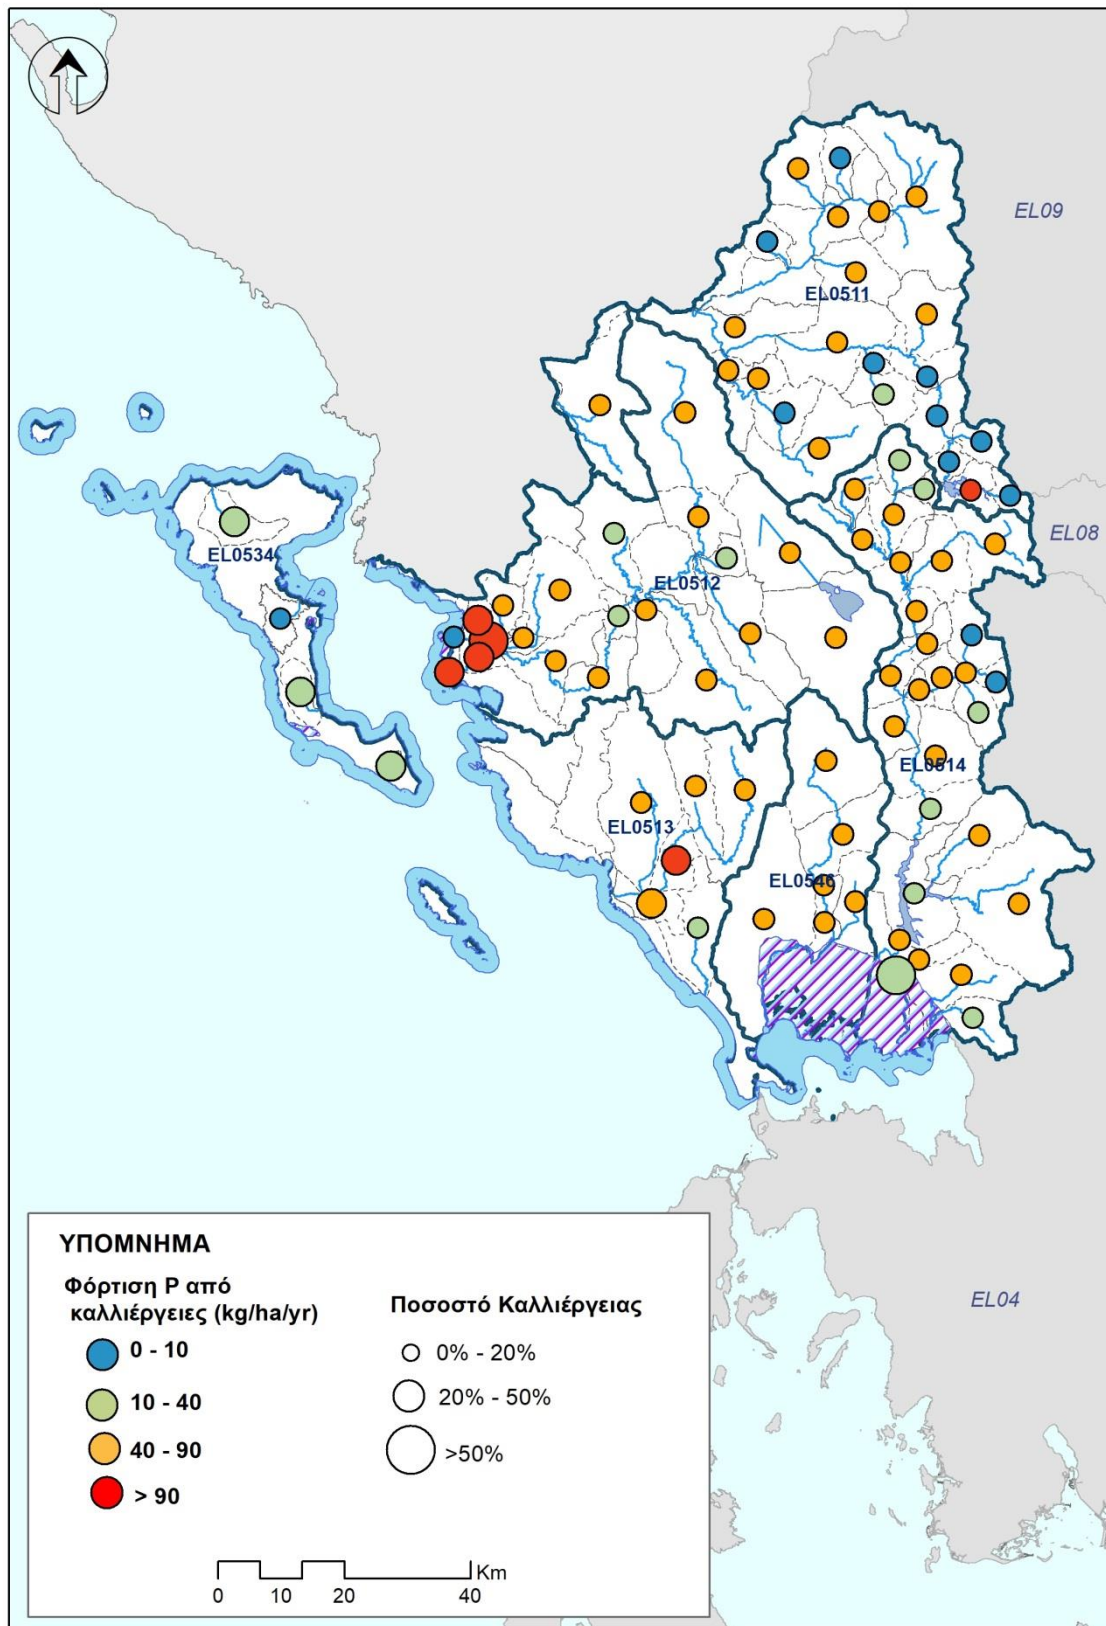 EL09
EL0511
EL08
EL0534
EL0512
EL0514
EL0513
EL0546
EL04
ΥΠΟΜΝΗΜΑ
Φόρτιση P από
καλλιέργειες (kg/ha/yr)
0 - 10
10 - 40
40 - 90
> 90
Ποσοστό Καλλιέργειας
0% - 20%
20% - 50%
>50%
Km
0 10 20 40